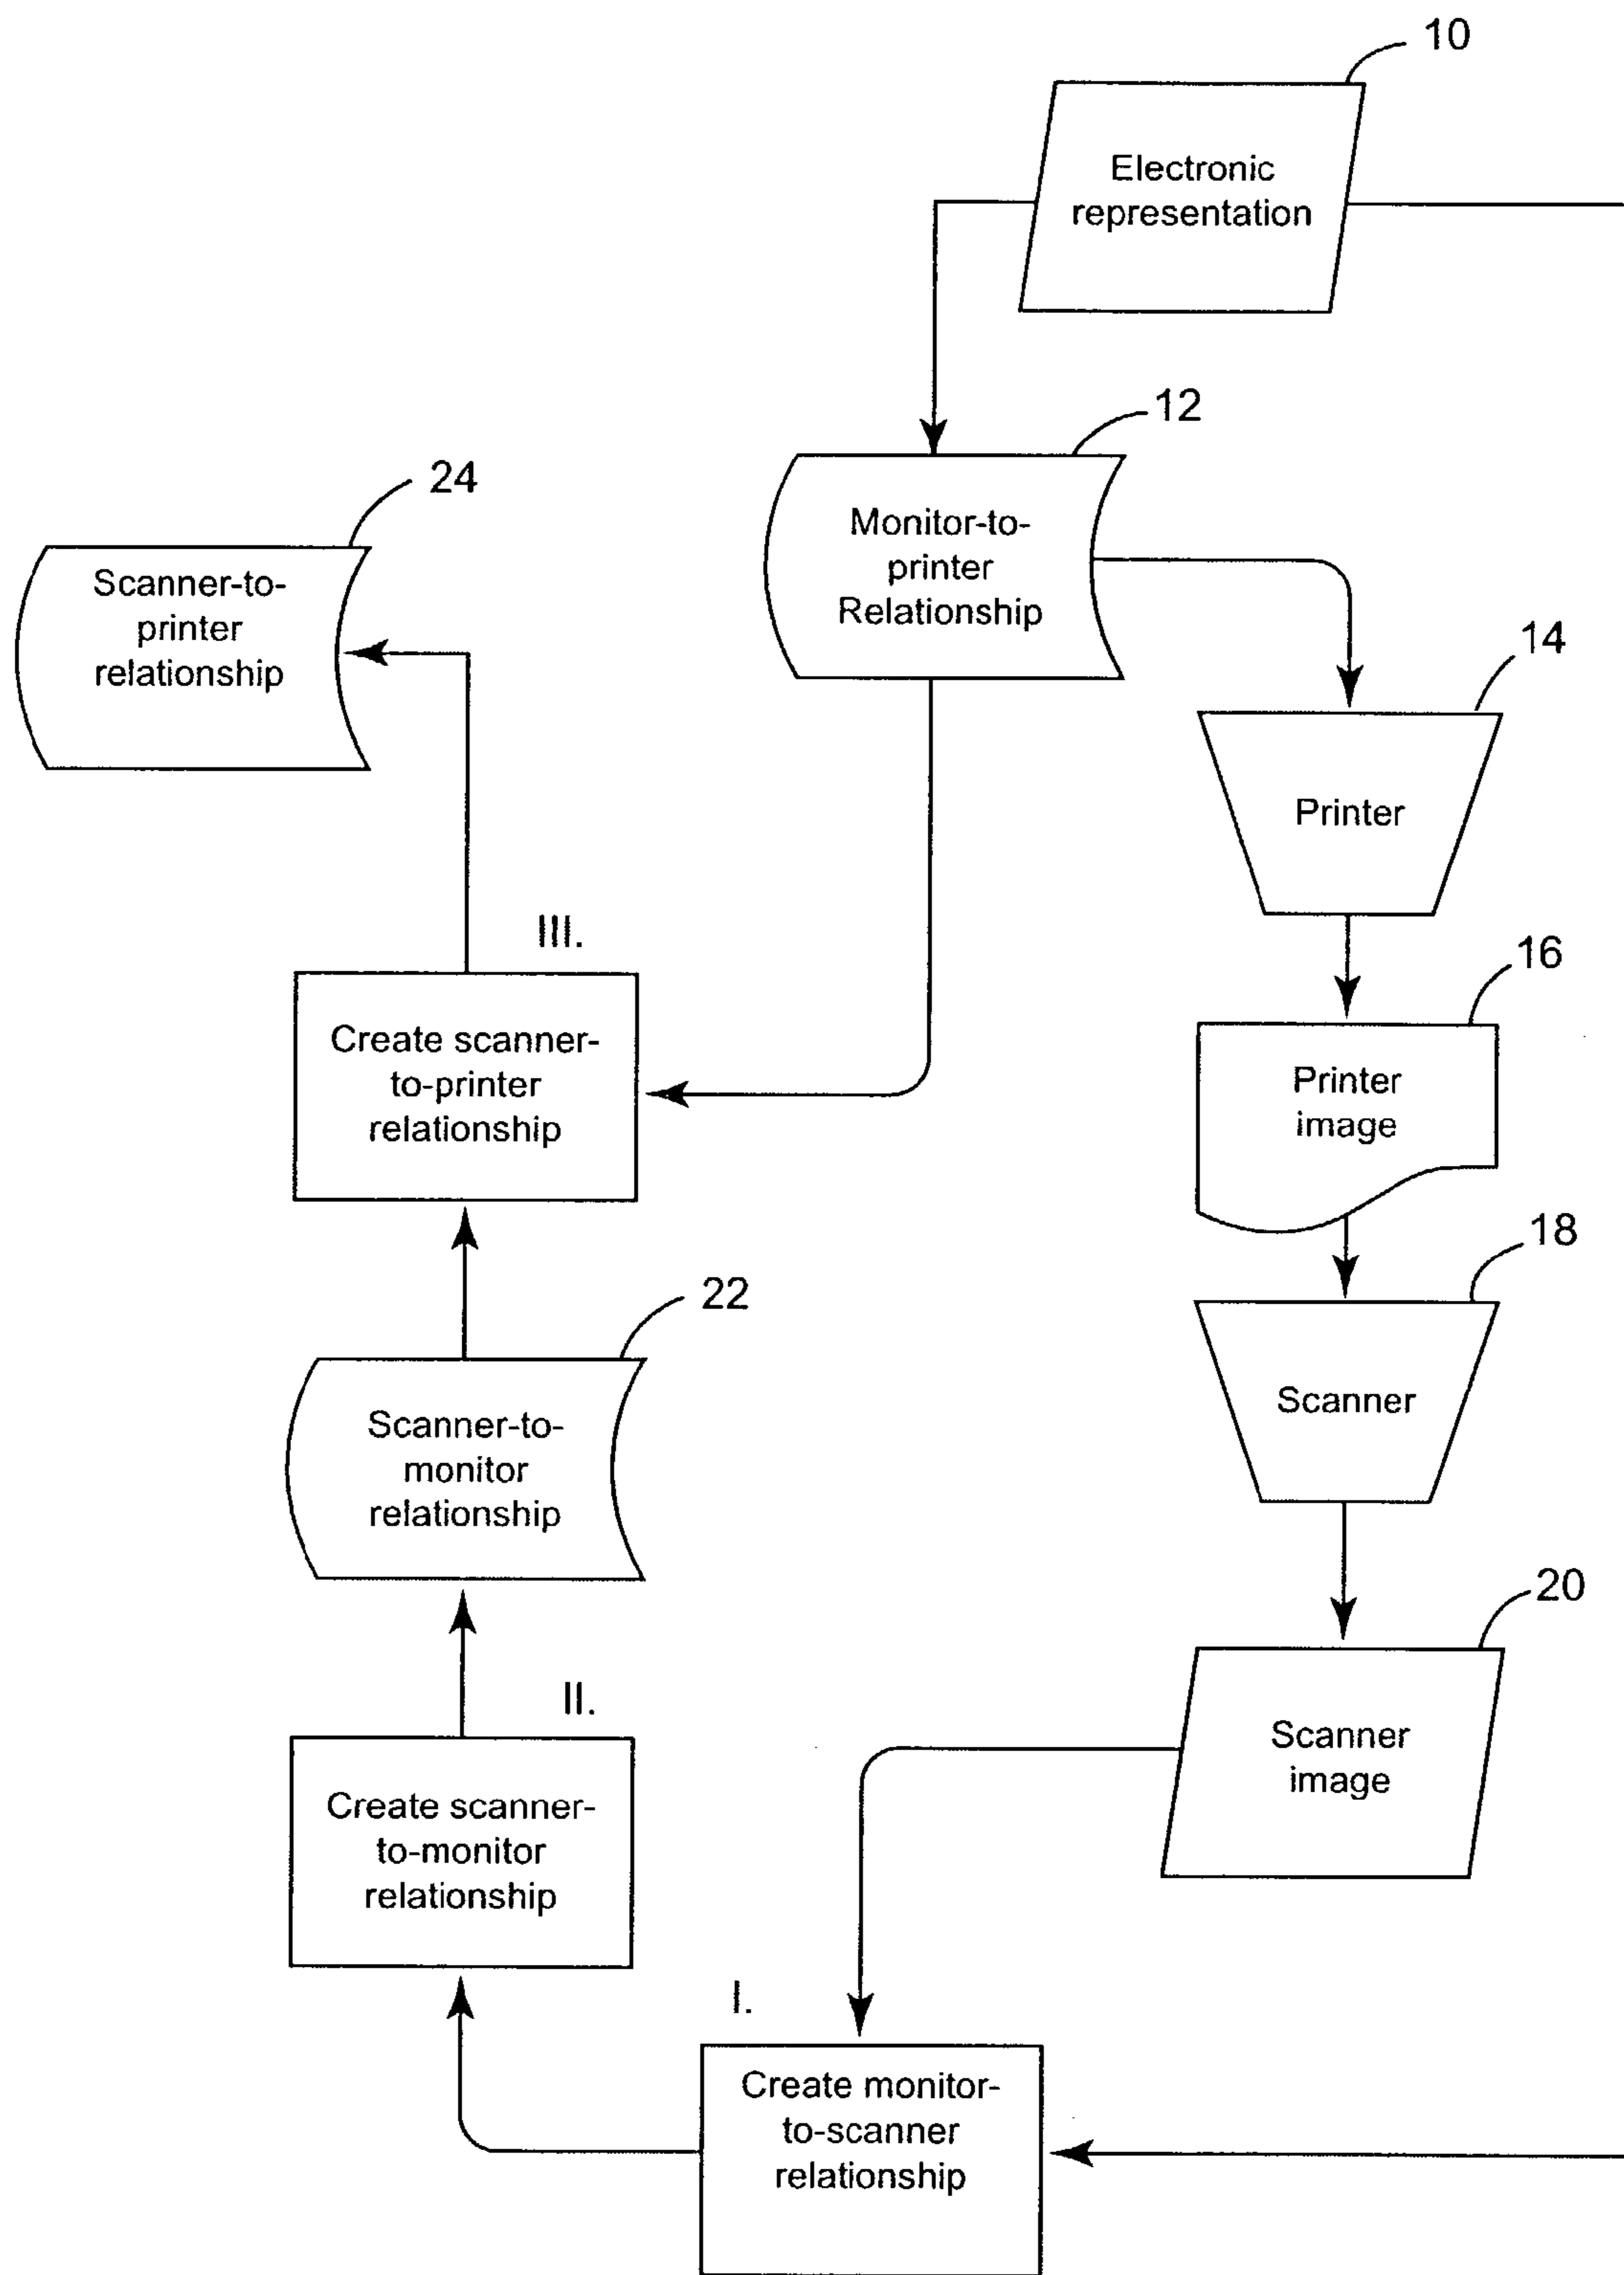 10
Electronic
representation
12
Monitor-to-
printer
Relationship
24
Scanner-to-
printer
relationship
14
Printer
III.
Create scanner-
to-printer
relationship
16
Printer
image
18
Scanner
22
Scanner-to-
monitor
relationship
20
Scanner
image
II.
Create scanner-
to-monitor
relationship
I.
Create monitor-
to-scanner
relationship